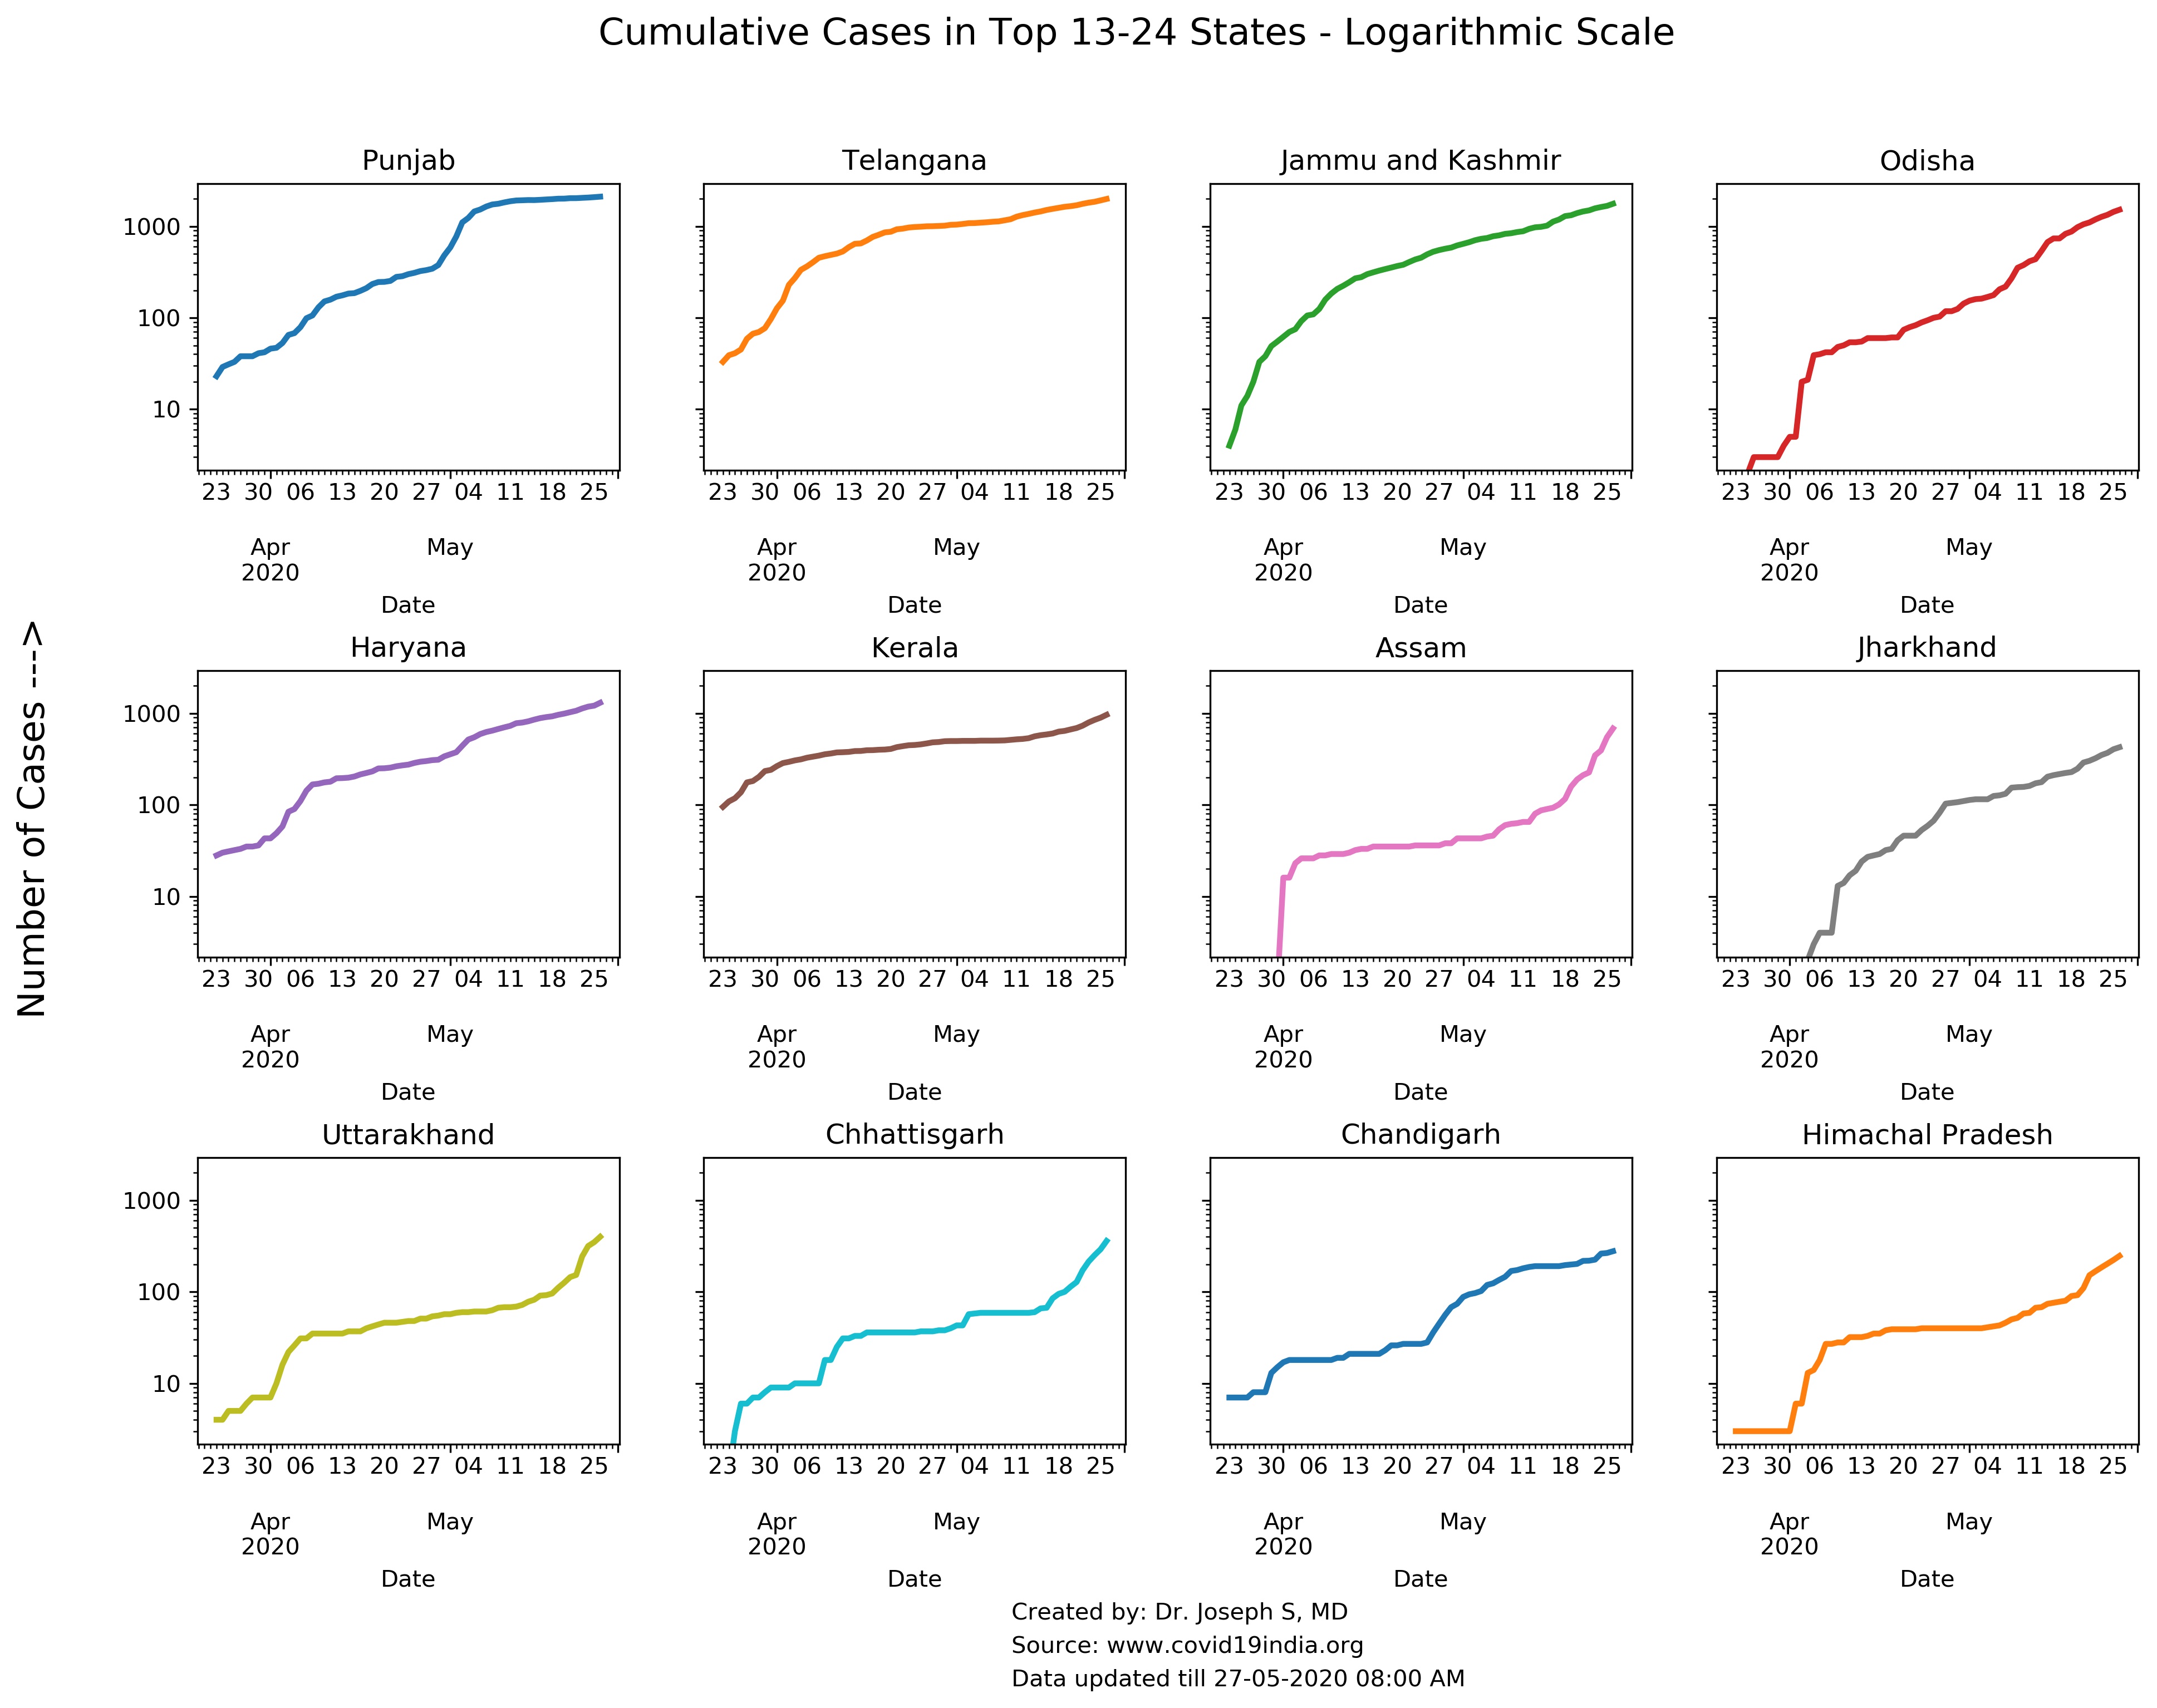 Cumulative Cases in Top 13-24 States - Logarithmic Scale
Number of Cases --->
Punjab
1000
100
10
23 30 06 13 20 27 04 11 18 25
Apr May
2020
Date
Telangana
23 30 06 13 20 27 04 11 18 25
Apr May
2020
Date
Jammu and Kashmir
23 30 06 13 20 27 04 11 18 25
Apr May
2020
Date
Odisha
23 30 06 13 20 27 04 11 18 25
Apr May
2020
Date
Haryana
1000
100
10
23 30 06 13 20 27 04 11 18 25
Apr May
2020
Date
Kerala
23 30 06 13 20 27 04 11 18 25
Apr May
2020
Date
Assam
23 30 06 13 20 27 04 11 18 25
Apr May
2020
Date
Jharkhand
23 30 06 13 20 27 04 11 18 25
Apr May
2020
Date
Uttarakhand
1000
100
10
23 30 06 13 20 27 04 11 18 25
Apr May
2020
Date
Chhattisgarh
23 30 06 13 20 27 04 11 18 25
Apr May
2020
Date
Chandigarh
23 30 06 13 20 27 04 11 18 25
Apr May
2020
Date
Himachal Pradesh
23 30 06 13 20 27 04 11 18 25
Apr May
2020
Date
Created by: Dr. Joseph S, MD
Source: www.covid19india.org
Data updated till 27-05-2020 08:00 AM